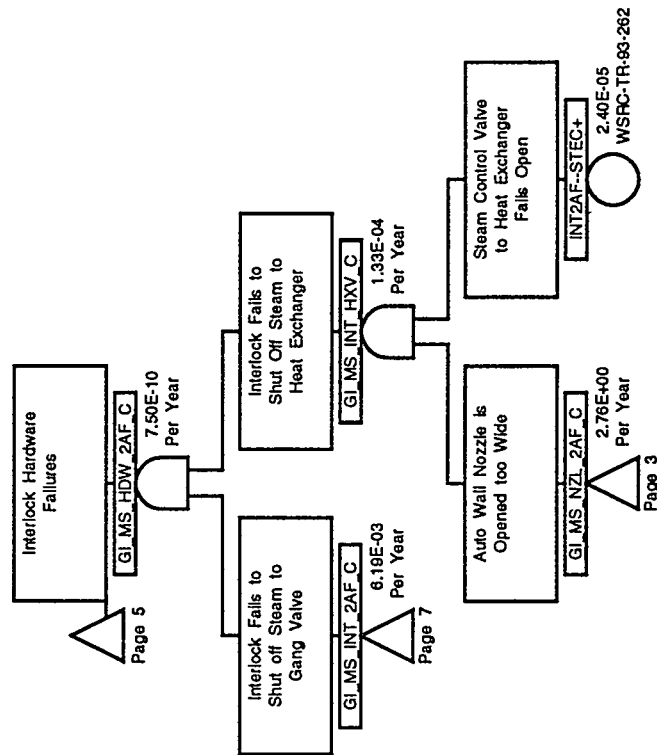 Interlock Hardware
Failures
GI_MS_HDW_2AF_C
7.50E-10
Per Year
Page 5
Interlock Fails to
Shut off Steam to
Gang Valve
GI_MS_INT_2AF_C
6.19E-03
Per Year
Page 7
Interlock Fails to
Shut Off Steam to
Heat Exchanger
GI_MS_INT_HXV_C
1.33E-04
Per Year
Auto Wall Nozzle is
Opened too Wide
GI_MS_NZL_2AF_C
2.76E+00
Per Year
Page 3
Steam Control Valve
to Heat Exchanger
Fails Open
INT2AF--STEC+
2.40E-05
WSRC-TR-93-262